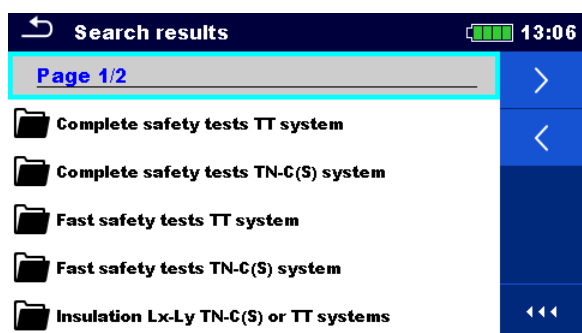 Search results
13:06
Page 1/2
Complete safety tests TT system
Complete safety tests TN-C(S) system
Fast safety tests TT system
Fast safety tests TN-C(S) system
Insulation Lx-Ly TN-C(S) or TT systems